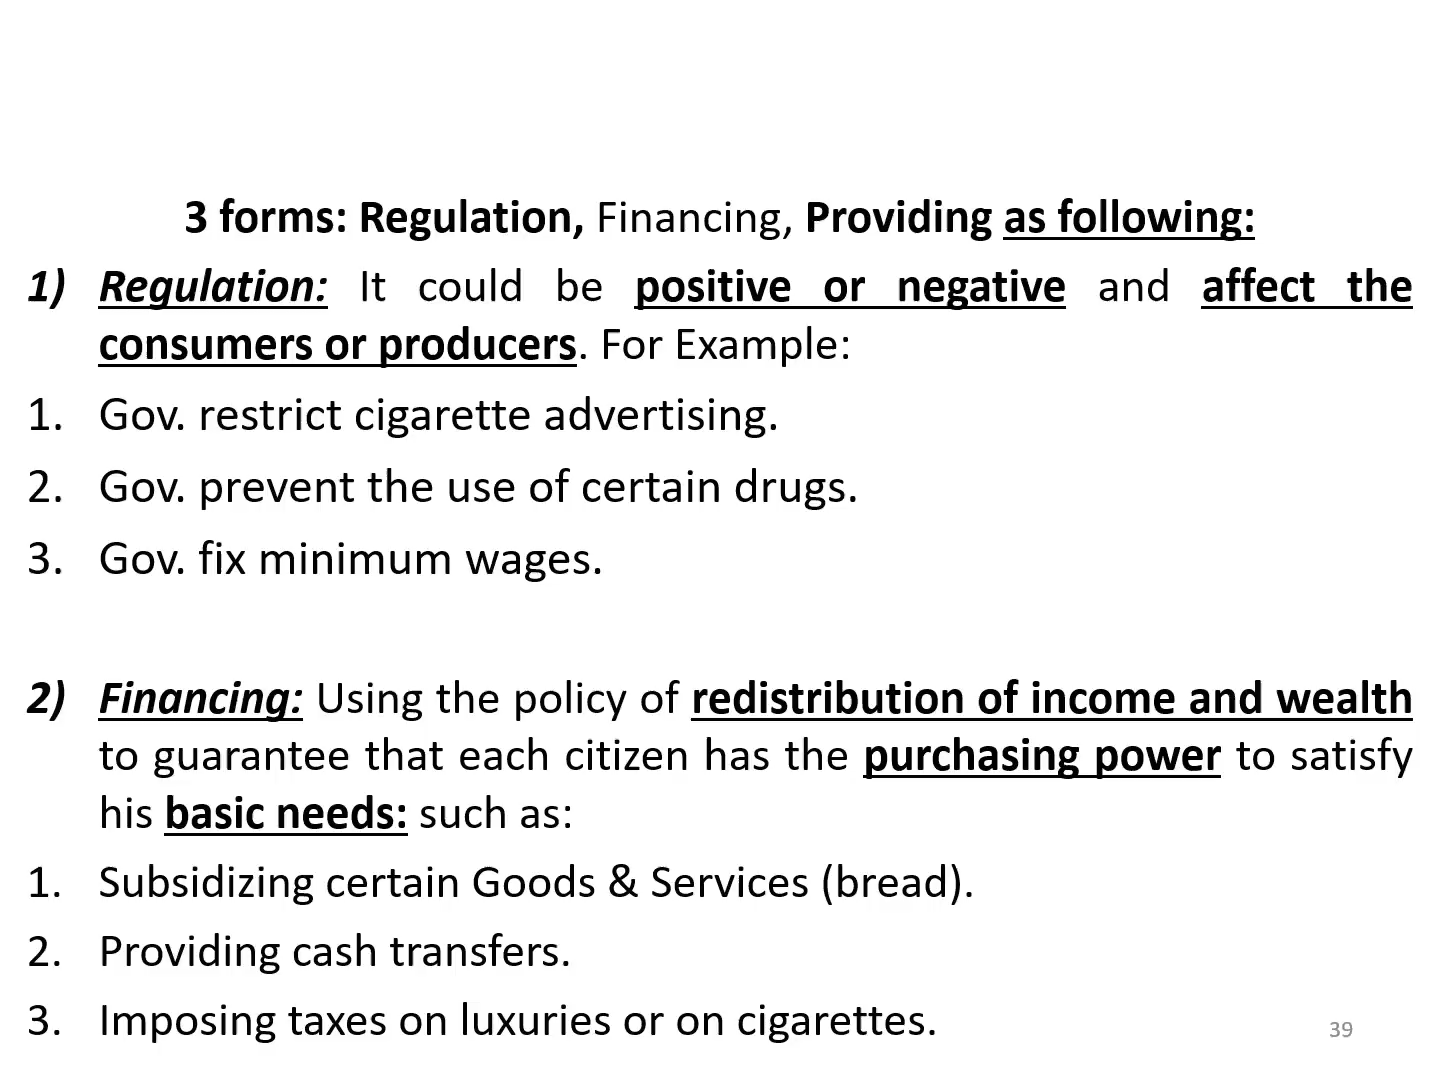 3 forms: Regulation, Financing, Providing as following:
1) Regulation: It could be positive or negative and affect the
consumers or producers. For Example:
1. Gov. restrict cigarette advertising.
2. Gov. prevent the use of certain drugs.
3. Gov. fix minimum wages.
2) Financing: Using the policy of redistribution of income and wealth
to guarantee that each citizen has the purchasing power to satisfy
his basic needs: such as:
1. Subsidizing certain Goods & Services (bread).
2. Providing cash transfers.
3. Imposing taxes on luxuries or on cigarettes.
39